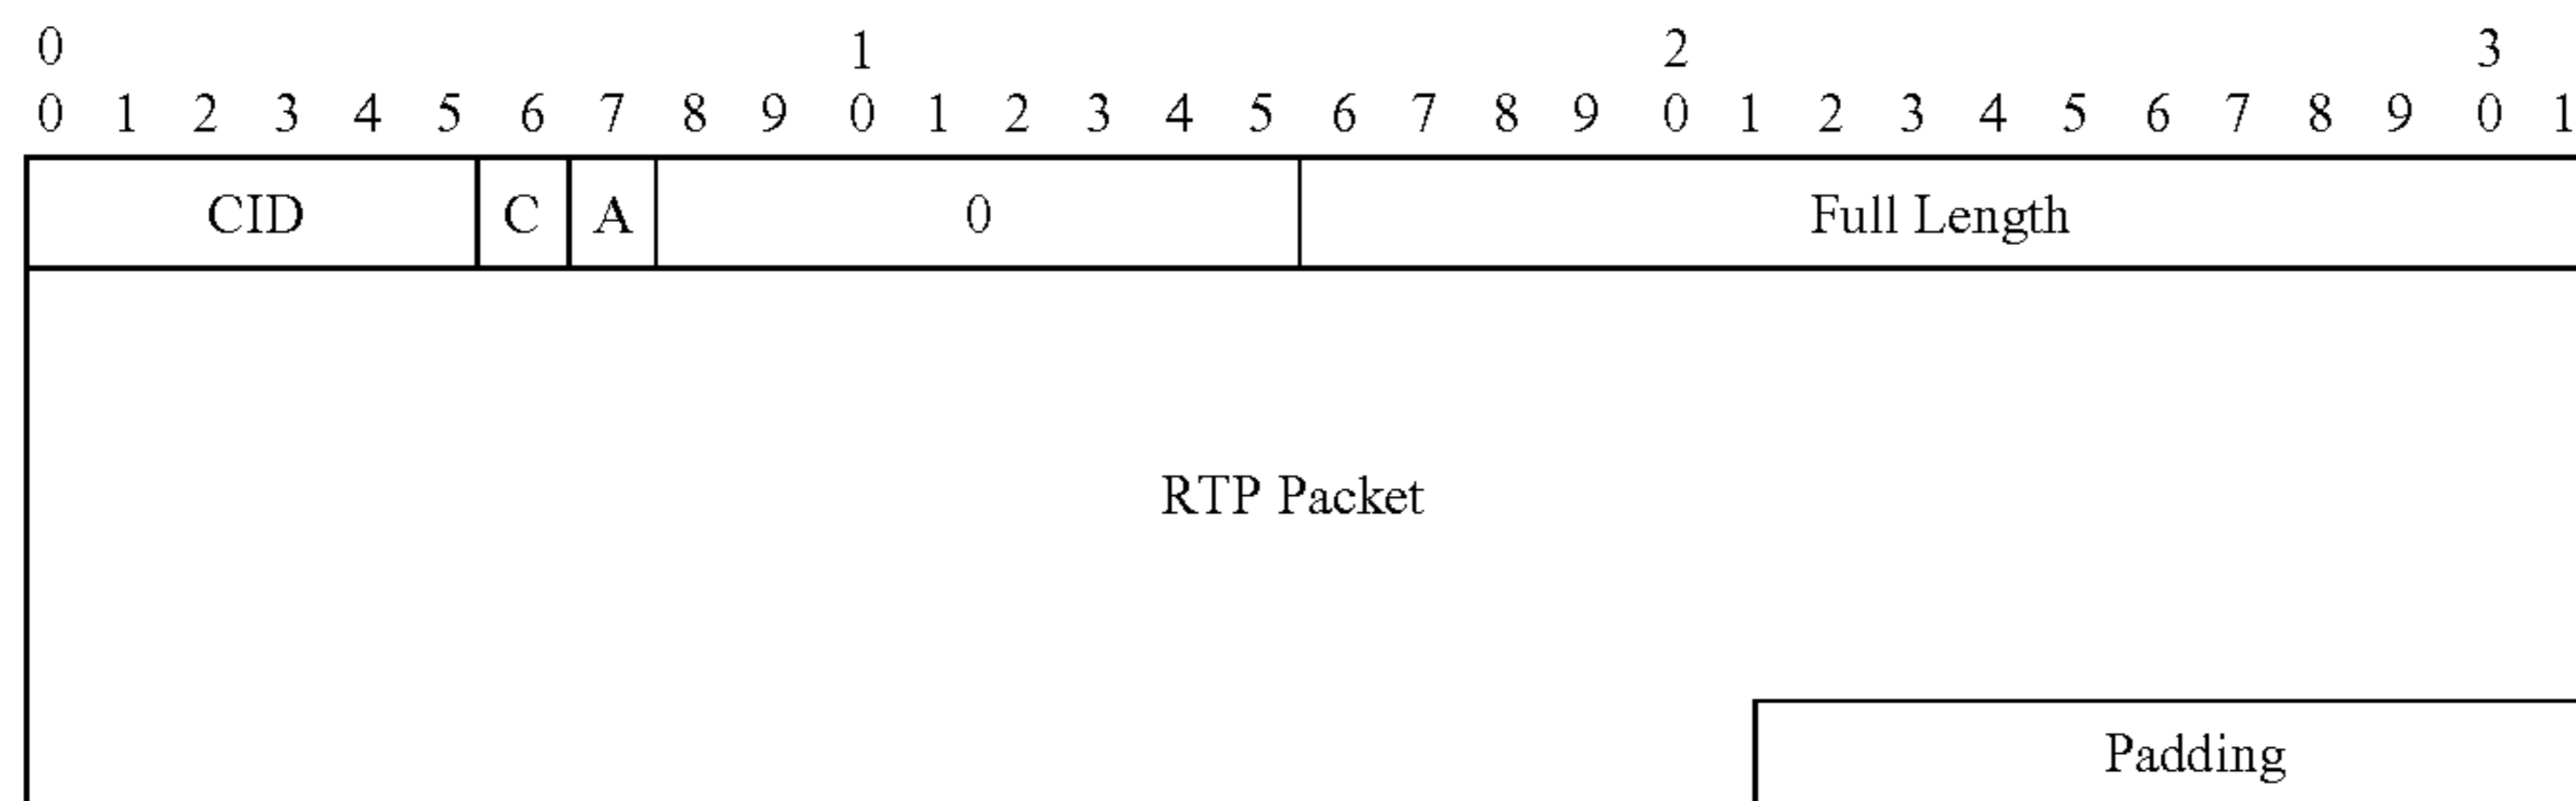 0 1 2 3
0 1 2 3 4 5 6 7 8 9 0 1 2 3 4 5 6 7 8 9 0 1 2 3 4 5 6 7 8 9 0 1
CID C A 0 Full Length
RTP Packet
Padding